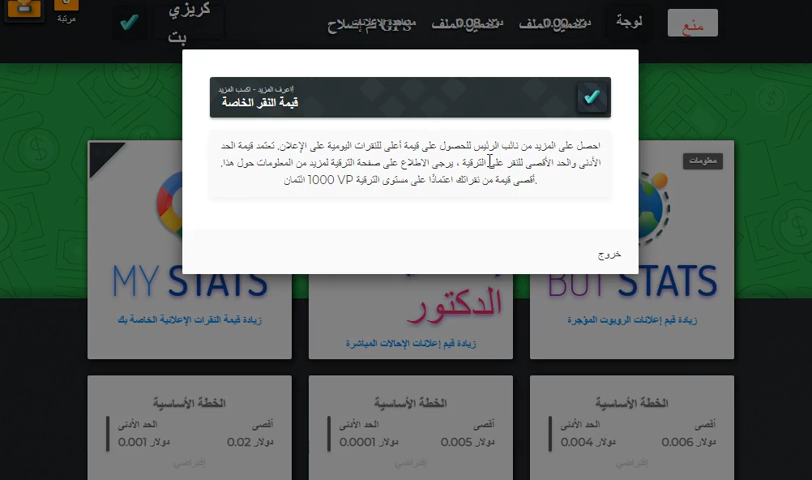 مرتبة
كريزي
بت
لوحة
منع
اعرف المزيد - اكسب المزيد
قيمة النقر الخاصة
احصل على المزيد من نائب الرئيس للحصول على قيمة أعلى للنقرات اليومية على الإعلان. تعتمد قيمة الحد
الأدنى والحد الأقصى للنقر على الترقية ، يرجى الاطلاع على صفحة الترقية لمزيد من المعلومات حول هذا.
أقصى قيمة من نقراتك اعتمادًا على مستوى الترقية 1000 VP اثمان.
خروج
معلومات
MY STATS
زيادة قيمة النقرات الإعلانية الخاصة بك
الدكتور
زيادة قيم إعلانات الإحالات المباشرة
BOT STATS
زيادة قيم إعلانات الروبوت المؤجرة
الخطة الأساسية
الحد الأدنى أقصى
0.001 دولار 0.02 دولار
إفتراضي
الخطة الأساسية
الحد الأدنى أقصى
0.0001 دولار 0.005 دولار
إفتراضي
الخطة الأساسية
الحد الأدنى أقصى
0.004 دولار 0.006 دولار
إفتراضي